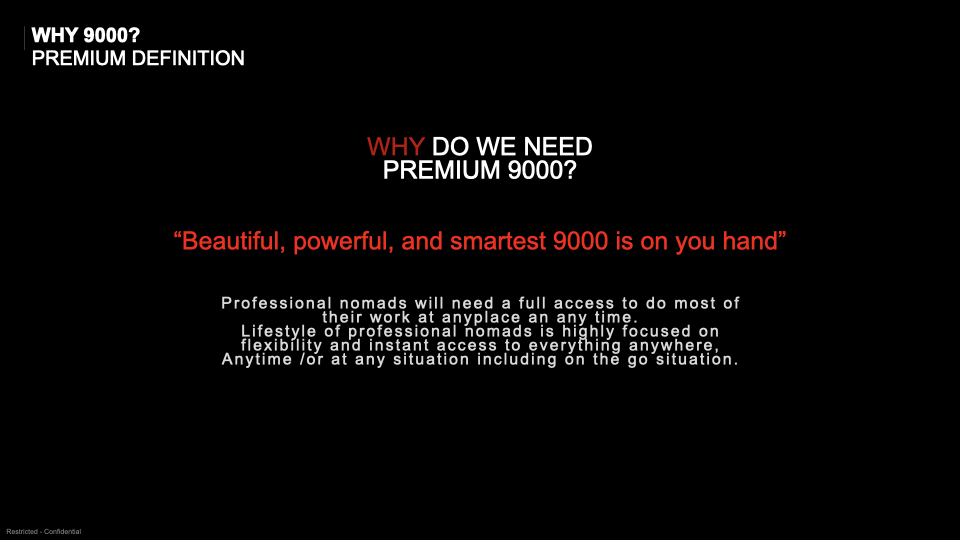 WHY 9000?
PREMIUM DEFINITION
WHY DO WE NEED
PREMIUM 9000?
“Beautiful, powerful, and smartest 9000 is on you hand”
Professional nomads will need a full access to do most of
their work at anyplace an any time.
Lifestyle of professional nomads is highly focused on
flexibility and instant access to everything anywhere,
Anytime /or at any situation including on the go situation.
Restricted - Confidential